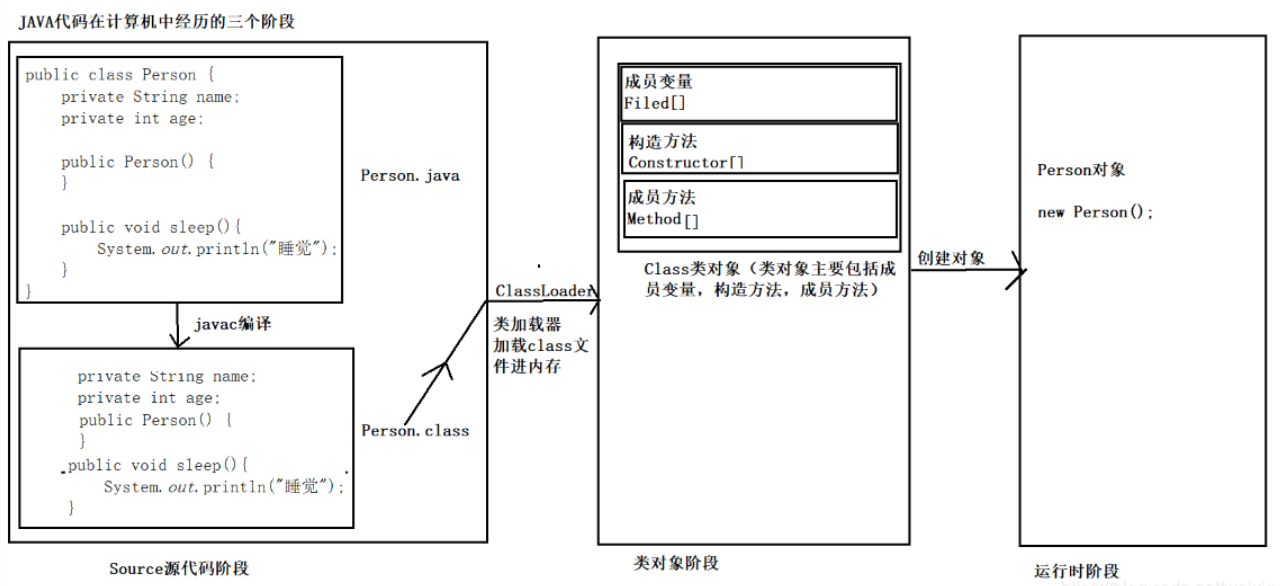 JAVA代码在计算机中经历的三个阶段
public class Person {
private String name;
private int age;
public Person() {
}
public void sleep(){
System.out.println("睡觉");
}
}
Person.java
javac编译
private String name;
private int age;
public Person() {
}
public void sleep(){
System.out.println("睡觉");
}
Person.class
Source源代码阶段
ClassLoader
类加载器
加载class文
件进内存
成员变量
Filed[]
构造方法
Constructor[]
成员方法
Method[]
Class类对象（类对象主要包括成
员变量，构造方法，成员方法）
类对象阶段
创建对象
Person对象
new Person();
运行时阶段